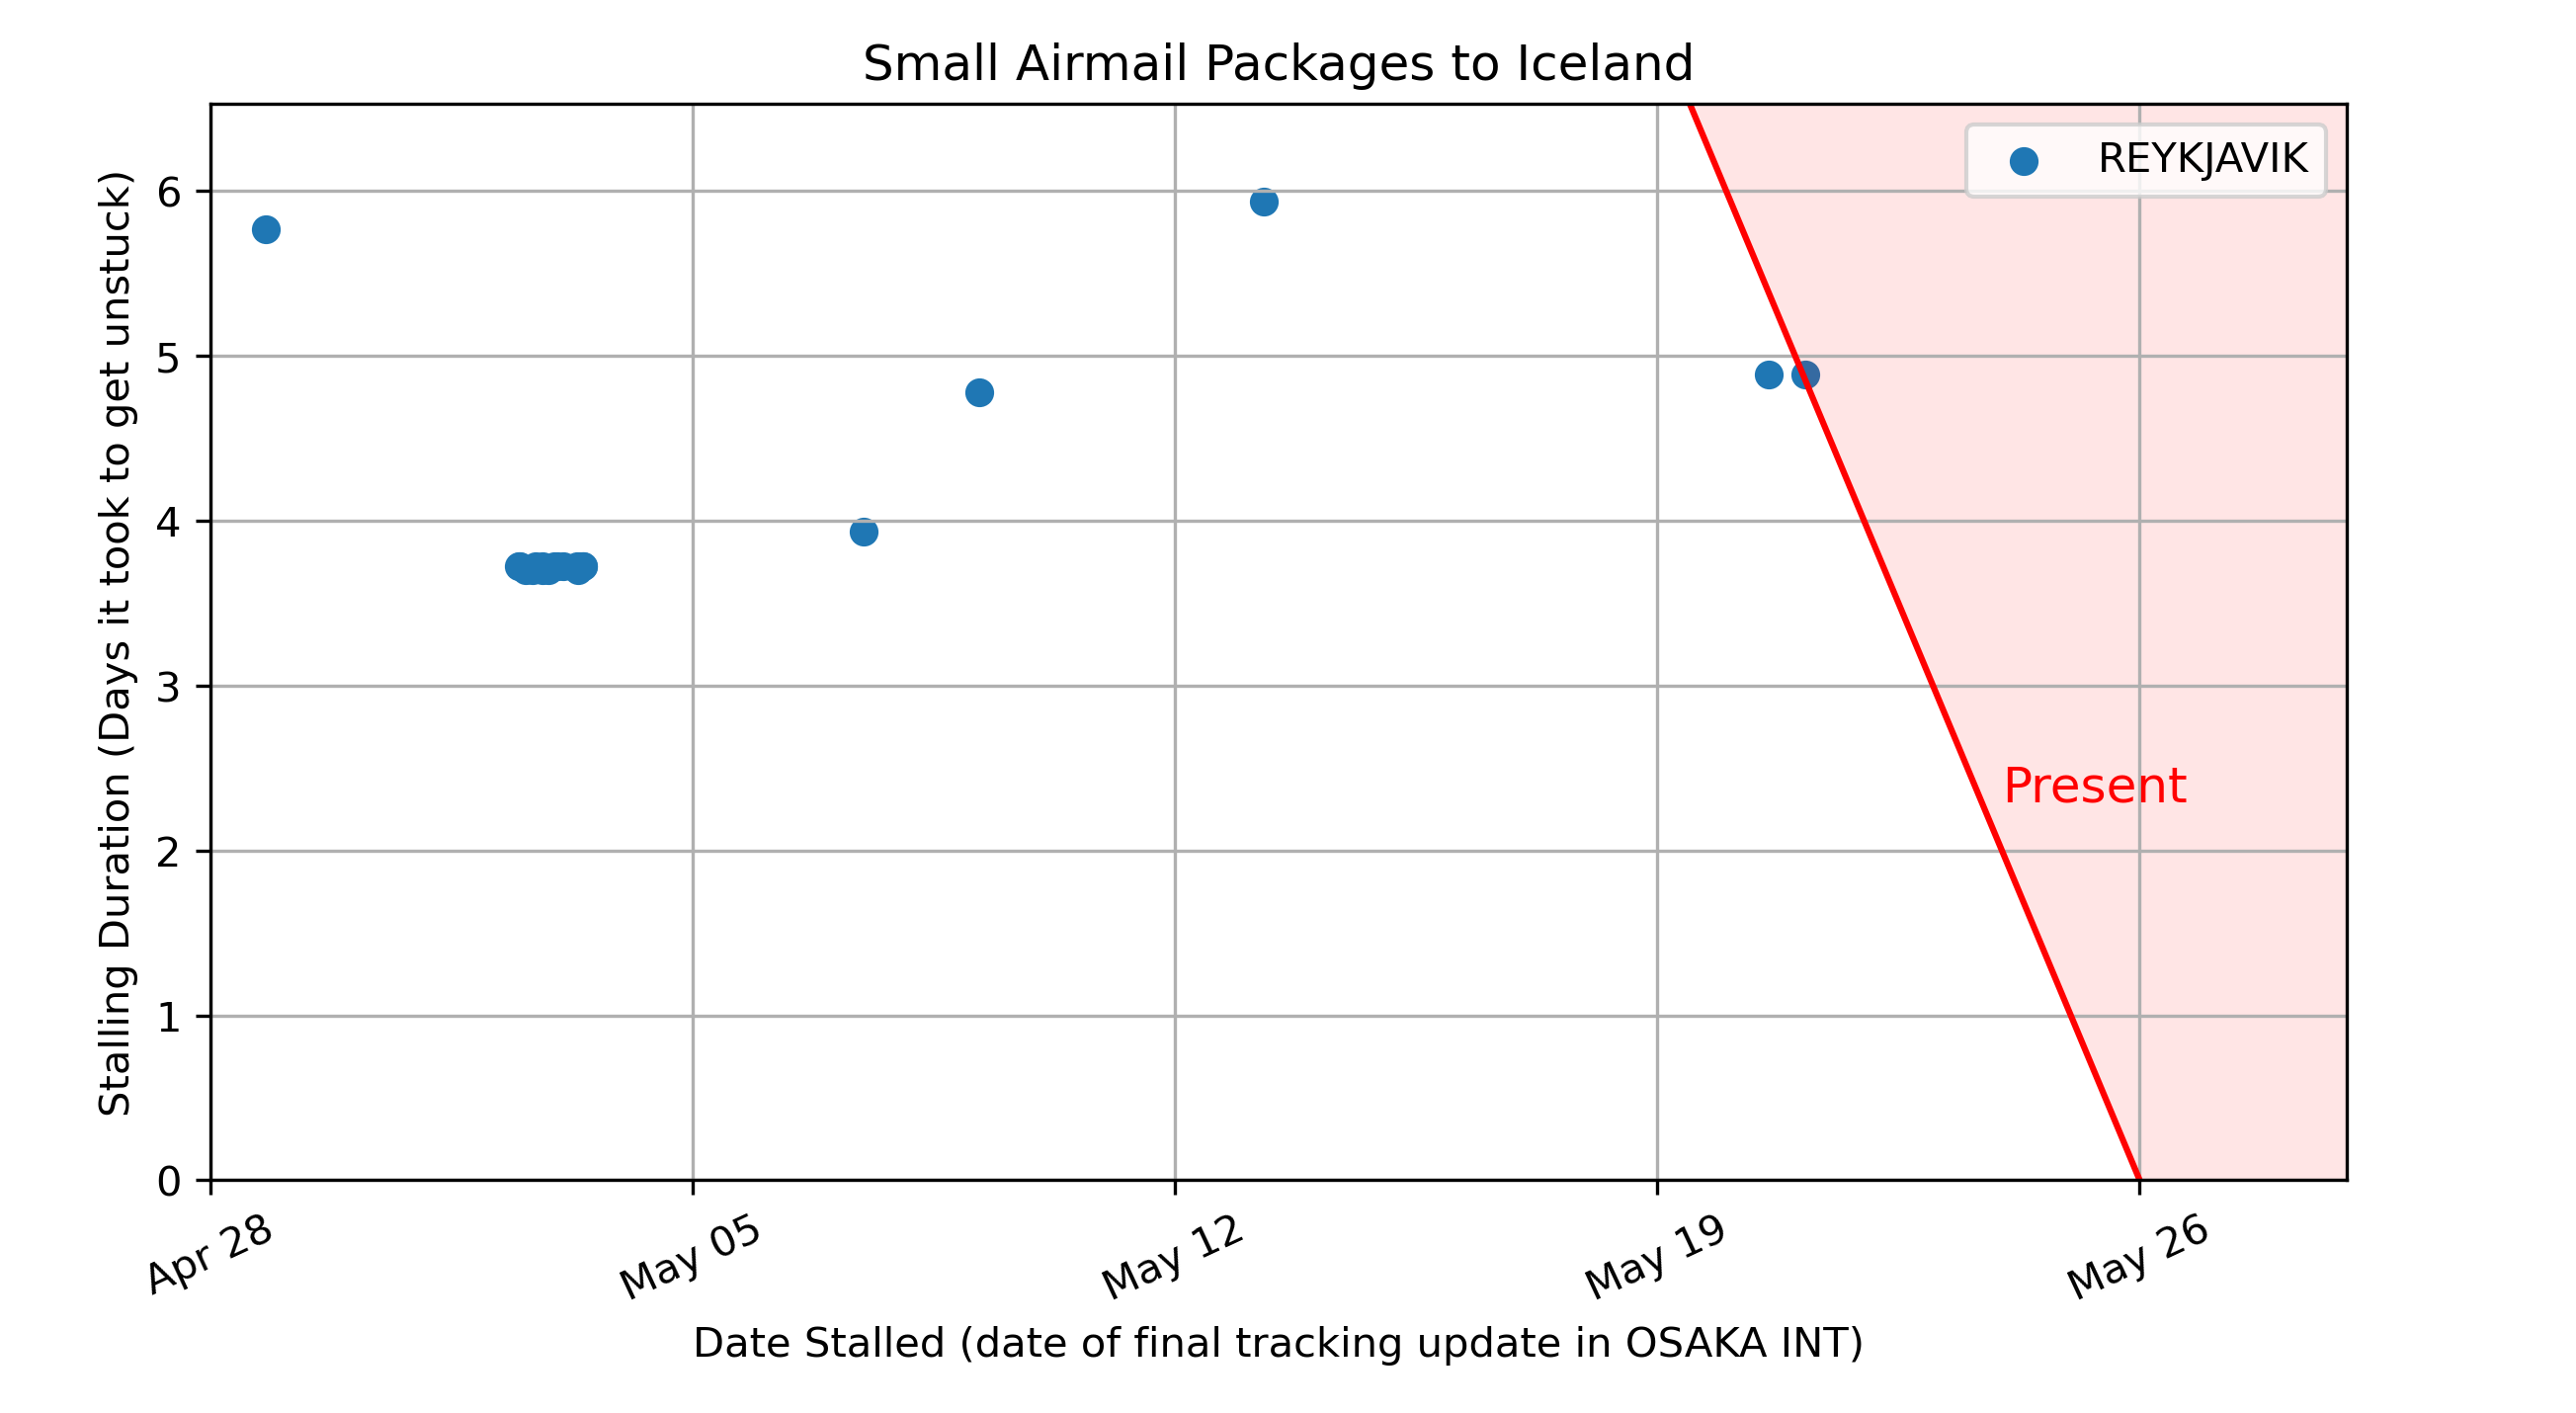 Small Airmail Packages to Iceland
REYKJAVIK
Stalling Duration (Days it took to get unstuck)
6
5
4
3
2
1
0
Present
Apr 28
May 05
May 12
May 19
May 26
Date Stalled (date of final tracking update in OSAKA INT)